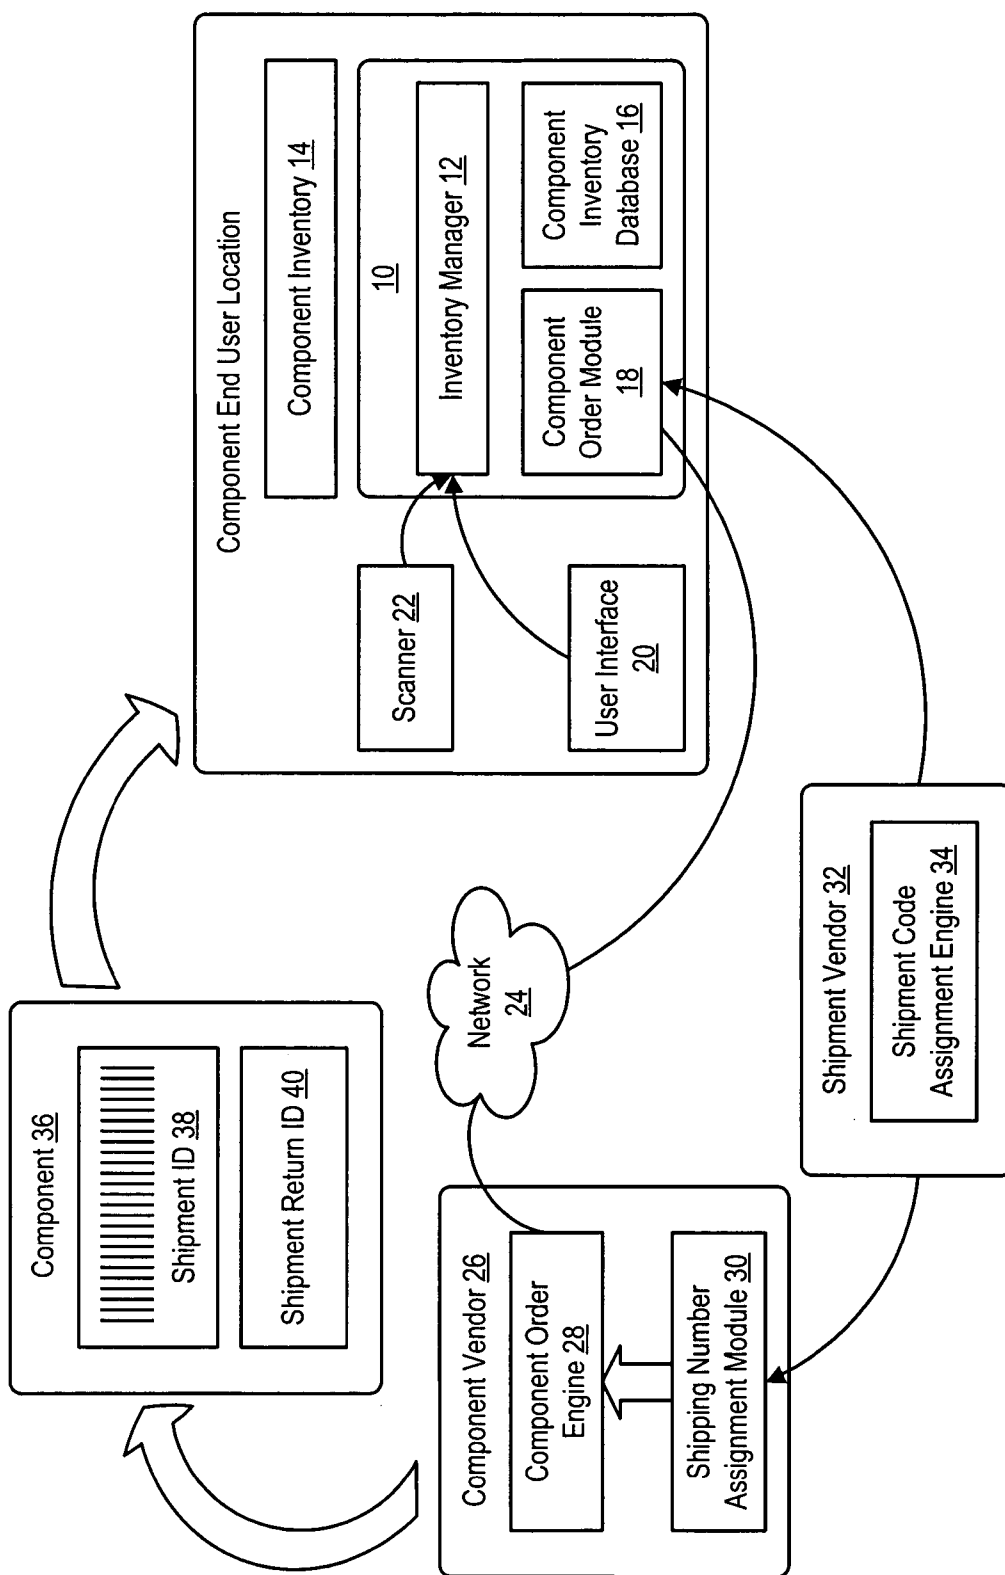 Component 36
Shipment ID 38
Shipment Return ID 40
Component Vendor 26
Component Order
Engine 28
Shipping Number
Assignment Module 30
Network
24
Shipment Vendor 32
Shipment Code
Assignment Engine 34
Component End User Location
Component Inventory 14
10
Inventory Manager 12
Component
Order Module
18
Component
Inventory
Database 16
Scanner 22
User Interface
20